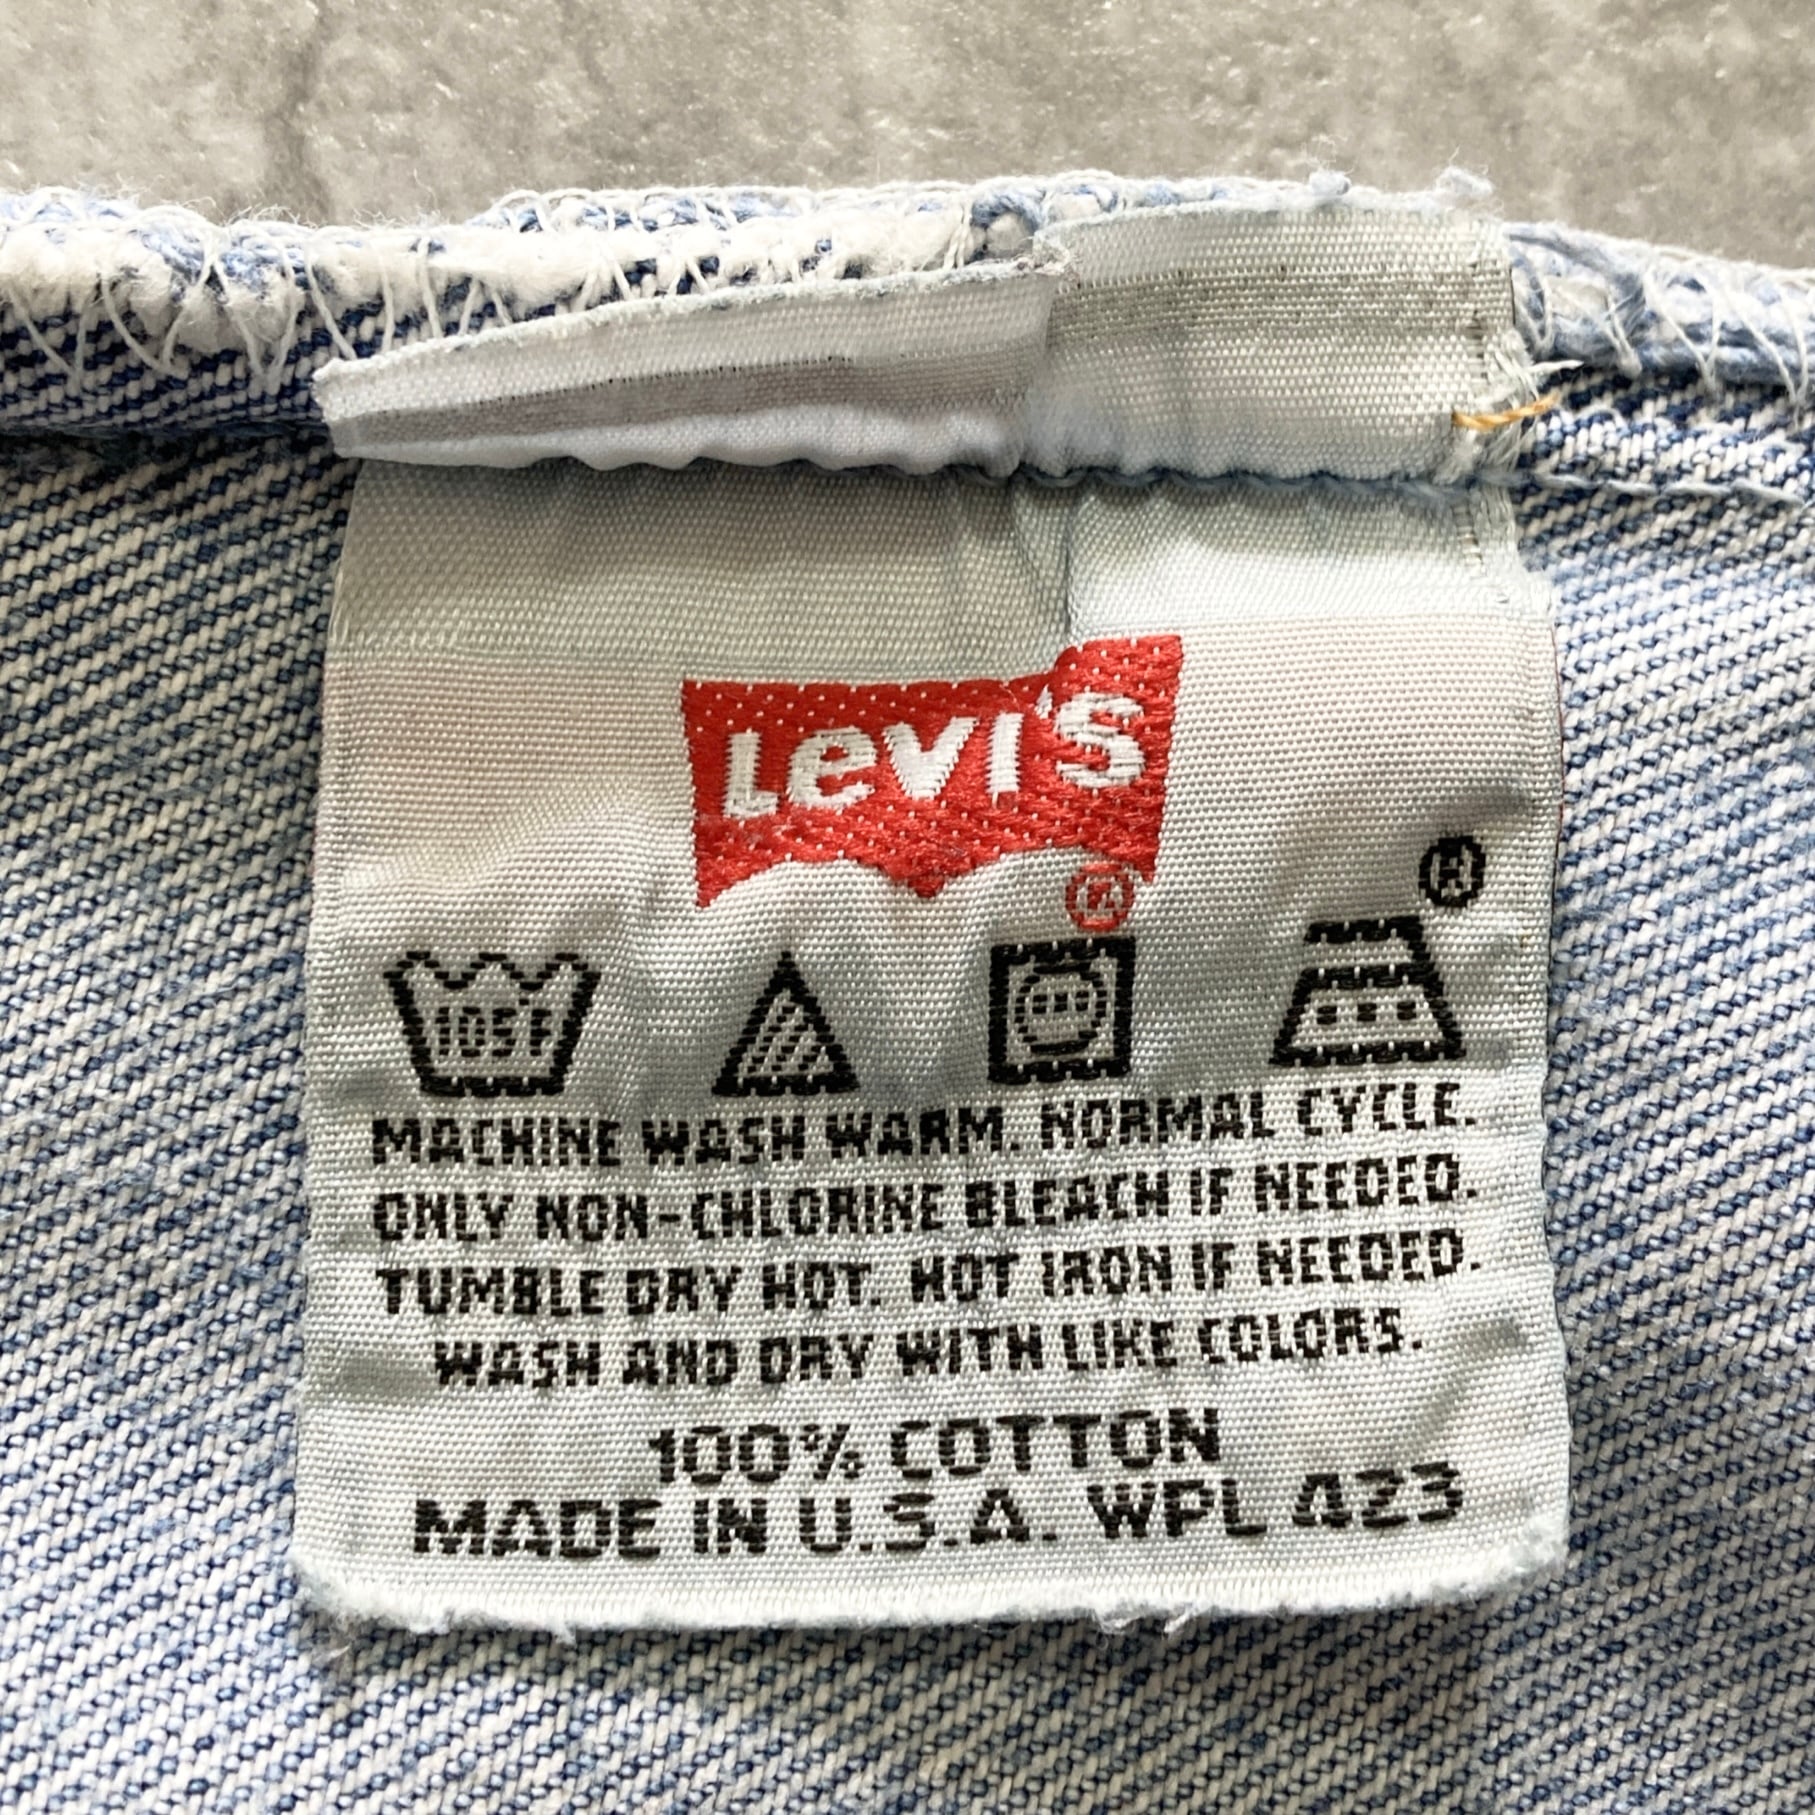 LEVI'S ®
®
105F
MACHINE WASH WARM. NORMAL CYCLE.
ONLY NON-CHLORINE BLEACH IF NEEDED.
TUMBLE DRY HOT. HOT IRON IF NEEDED.
WASH AND DRY WITH LIKE COLORS.
100% COTTON
MADE IN U.S.A. WPL 423